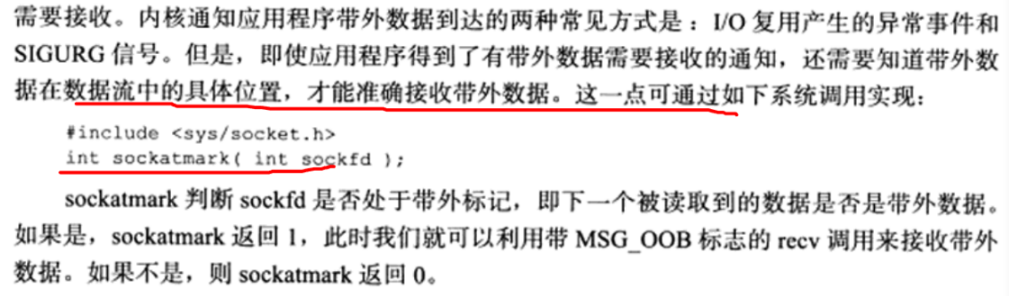 需要接收。内核通知应用程序带外数据到达的两种常见方式是：I/O 复用产生的异常事件和
SIGURG 信号。但是，即使应用程序得到了有带外数据需要接收的通知，还需要知道带外数
据在数据流中的具体位置，才能准确接收带外数据。这一点可通过如下系统调用实现：
#include <sys/socket.h>
int sockatmark( int sockfd );
sockatmark 判断 sockfd 是否处于带外标记，即下一个被读取到的数据是否是带外数据。
如果是，sockatmark 返回 1，此时我们就可以利用带 MSG_OOB 标志的 recv 调用来接收带外
数据。如果不是，则 sockatmark 返回 0。